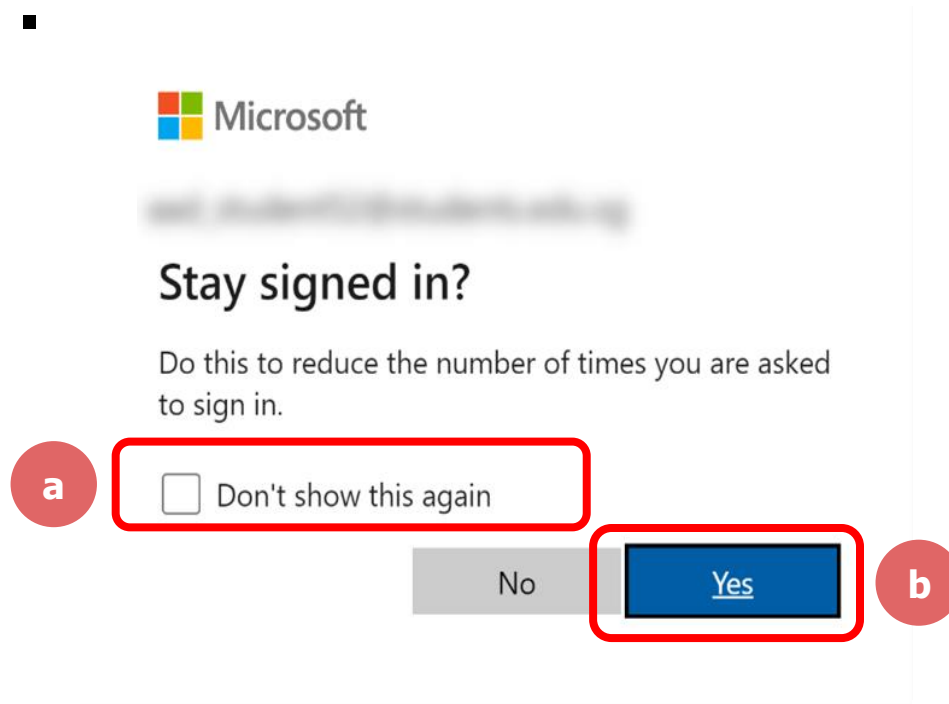 Microsoft
Stay signed in?
Do this to reduce the number of times you are asked
to sign in.
a
Don't show this again
No
Yes
b